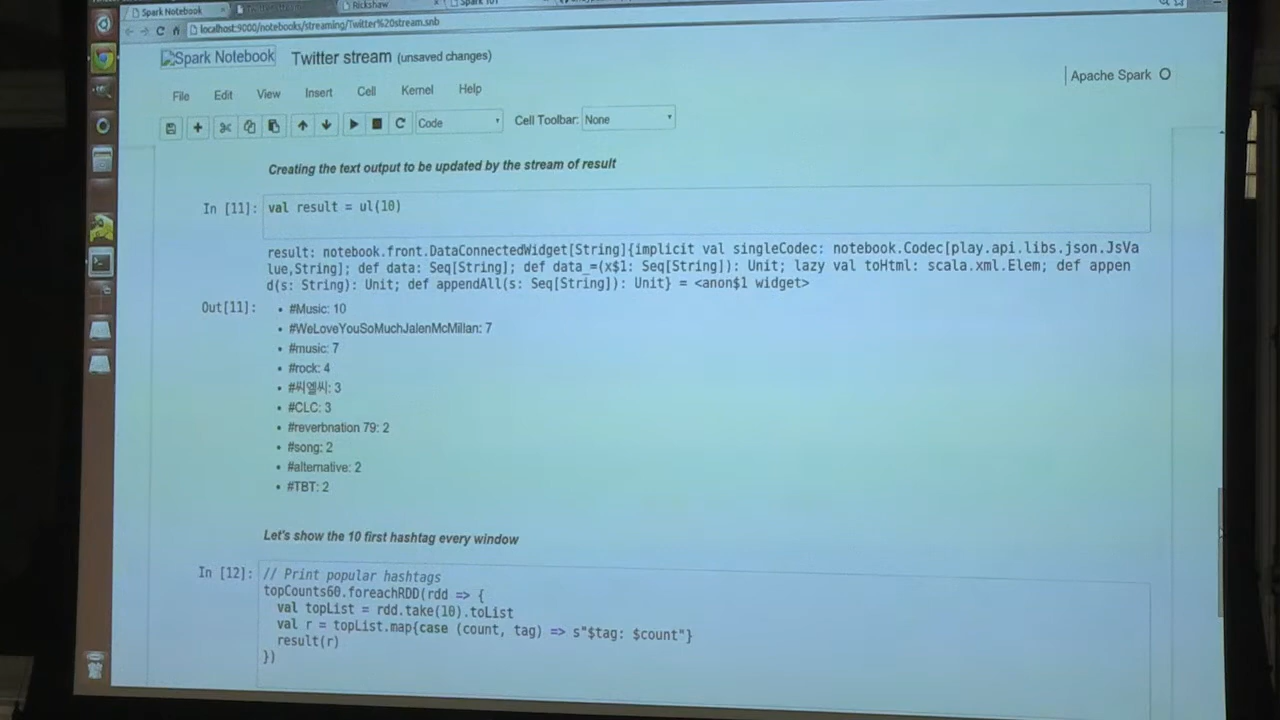 Spark Notebook
Rickshaw
Spark 101
localhost:9000/notebooks/streaming/Twitter%20stream.snb
Spark Notebook Twitter stream (unsaved changes)
Apache Spark
File Edit View Insert Cell Kernel Help
Code Cell Toolbar: None
Creating the text output to be updated by the stream of result
In [11]: val result = ul(10)
result: notebook.front.DataConnectedWidget[String]{implicit val singleCodec: notebook.Codec[play.api.libs.json.JsVa
lue,String]; def data: Seq[String]; def data_=(x$1: Seq[String]): Unit; lazy val toHtml: scala.xml.Elem; def appen
d(s: String): Unit; def appendAll(s: Seq[String]): Unit} = <anon$1 widget>
Out[11]: • #Music: 10
• #WeLoveYouSoMuchJalenMcMillan: 7
• #music: 7
• #rock: 4
• #씨엘씨: 3
• #CLC: 3
• #reverbnation 79: 2
• #song: 2
• #alternative: 2
• #TBT: 2
Let's show the 10 first hashtag every window
In [12]: // Print popular hashtags
topCounts60.foreachRDD(rdd => {
val topList = rdd.take(10).toList
val r = topList.map{case (count, tag) => s"$tag: $count"}
result(r)
})